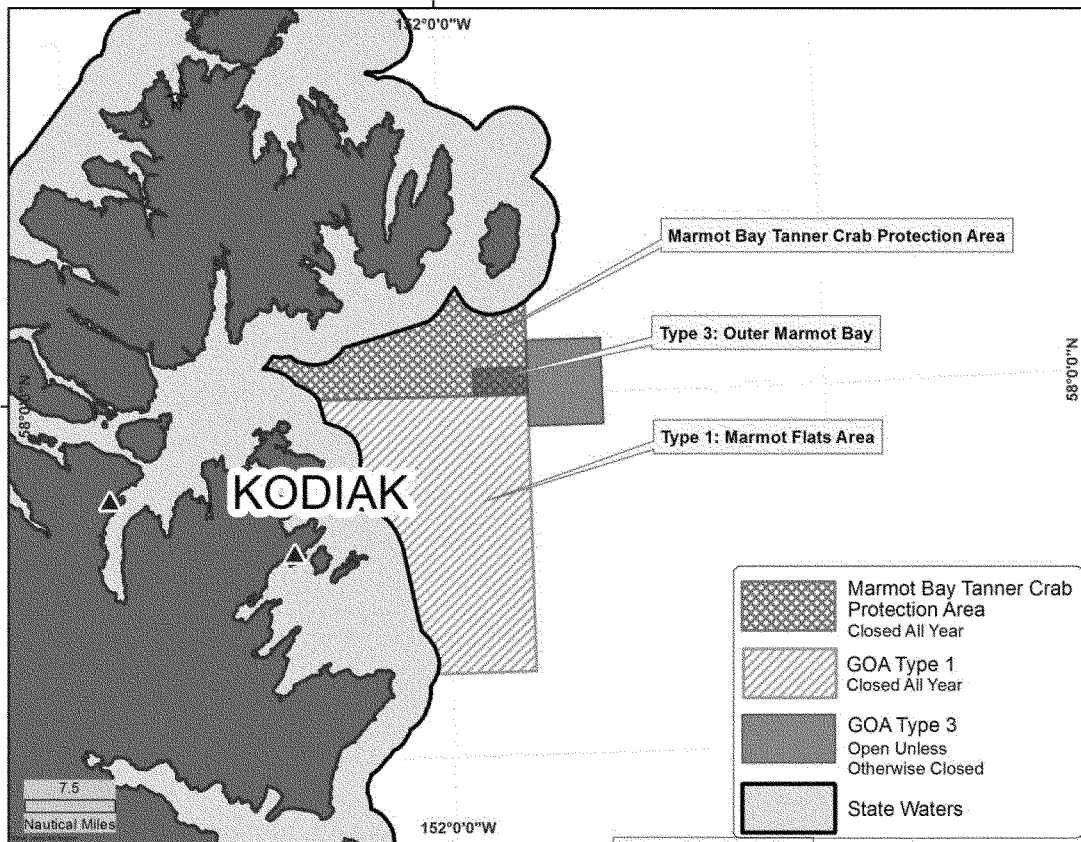 152°0'0"W
Marmot Bay Tanner Crab Protection Area
Type 3: Outer Marmot Bay
58°0'0"N
58°0'0"N
Type 1: Marmot Flats Area
KODIAK
Marmot Bay Tanner Crab
Protection Area
Closed All Year
GOA Type 1
Closed All Year
GOA Type 3
Open Unless
Otherwise Closed
State Waters
7.5
Nautical Miles
152°0'0"W